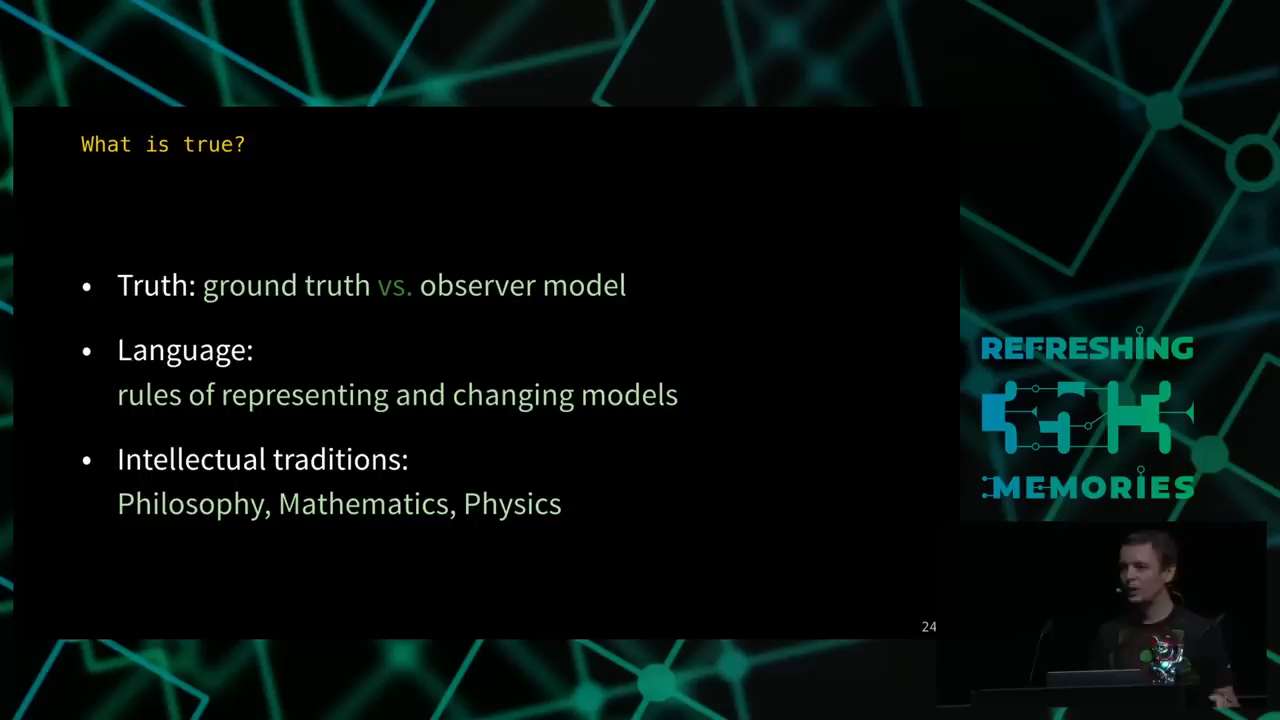 What is true?
• Truth: ground truth vs. observer model
• Language:
rules of representing and changing models
• Intellectual traditions:
Philosophy, Mathematics, Physics
24
REFRESHING
MEMORIES